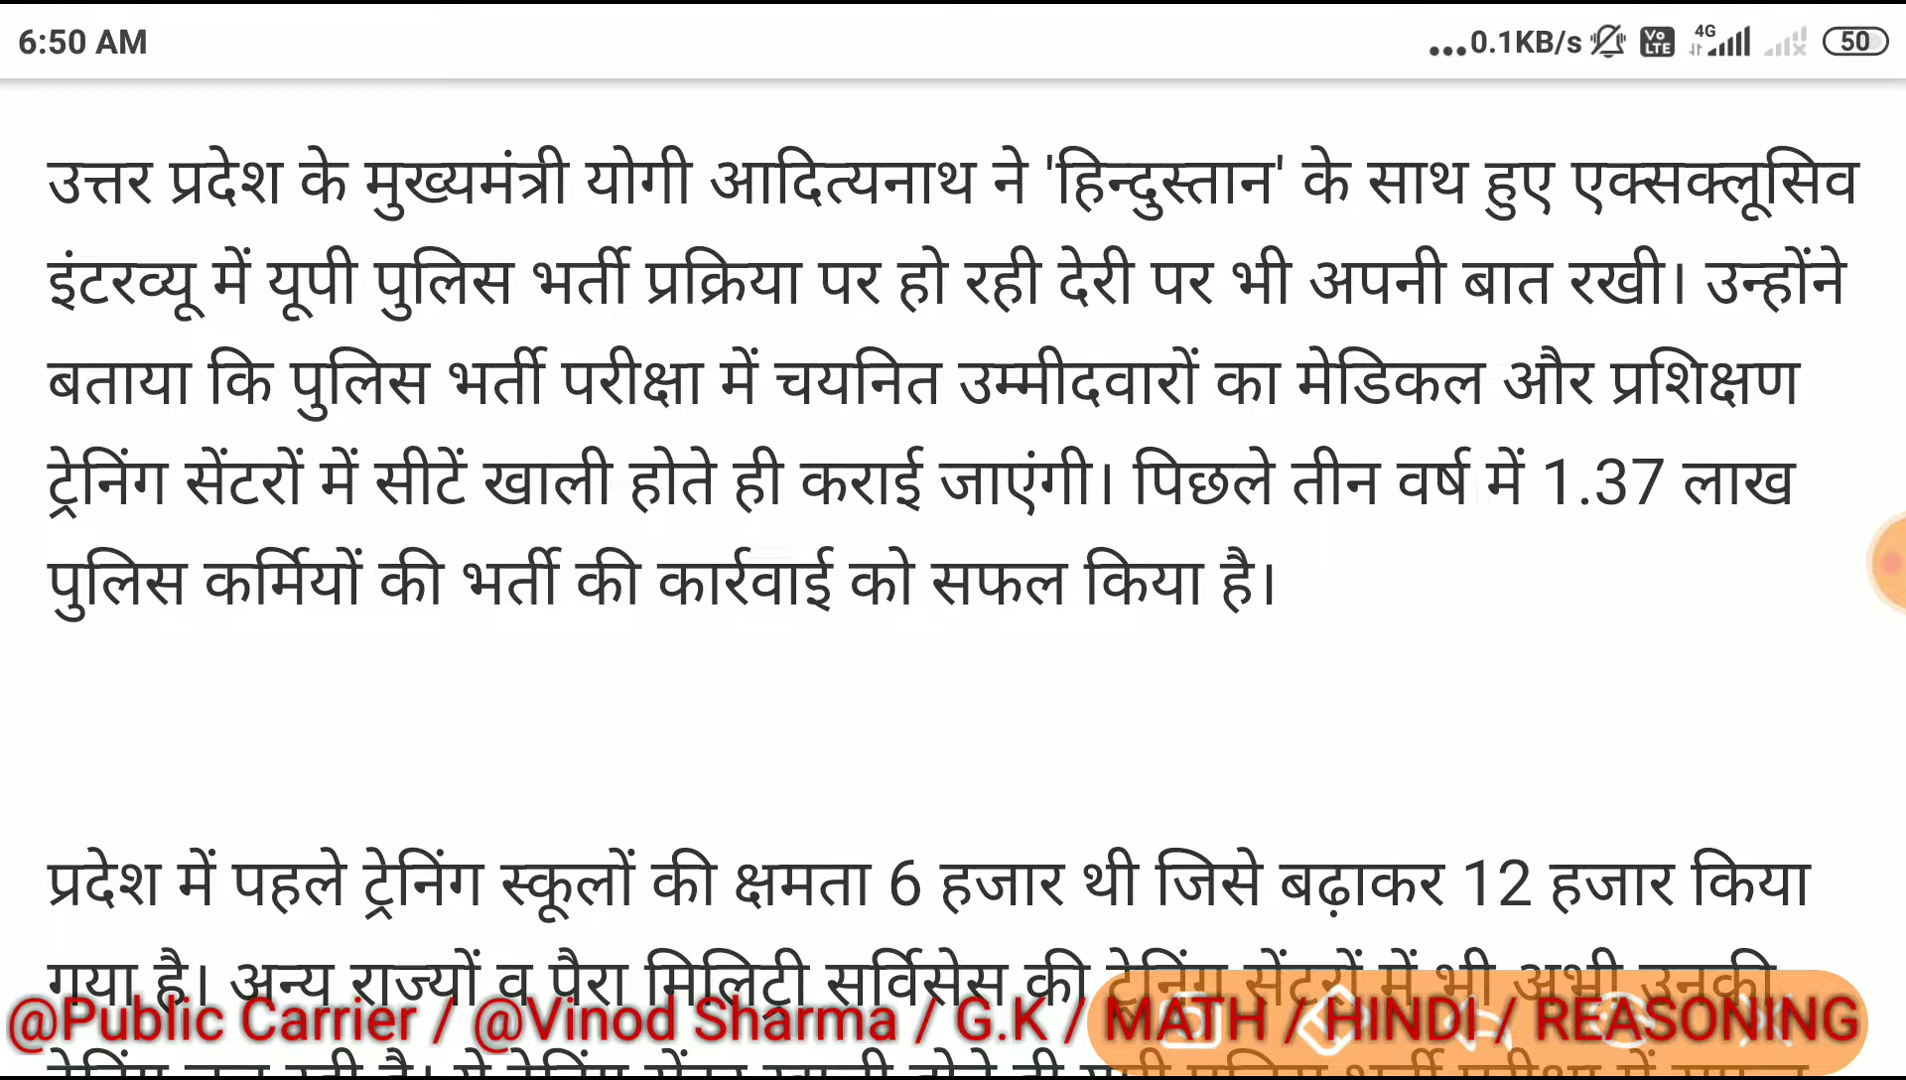 6:50 AM
...0.1KB/s Vo LTE 4G 50
उत्तर प्रदेश के मुख्यमंत्री योगी आदित्यनाथ ने 'हिन्दुस्तान' के साथ हुए एक्सक्लूसिव
इंटरव्यू में यूपी पुलिस भर्ती प्रक्रिया पर हो रही देरी पर भी अपनी बात रखी। उन्होंने
बताया कि पुलिस भर्ती परीक्षा में चयनित उम्मीदवारों का मेडिकल और प्रशिक्षण
ट्रेनिंग सेंटरों में सीटें खाली होते ही कराई जाएंगी। पिछले तीन वर्ष में 1.37 लाख
पुलिस कर्मियों की भर्ती की कार्रवाई को सफल किया है।
प्रदेश में पहले ट्रेनिंग स्कूलों की क्षमता 6 हजार थी जिसे बढ़ाकर 12 हजार किया
गया है। अन्य राज्यों व पैरा मिलिट्री सर्विसेस की ट्रेनिंग सेंटरों में भी अभी उनकी
@Public Carrier / @Vinod Sharma / G.K / MATH / HINDI / REASONING